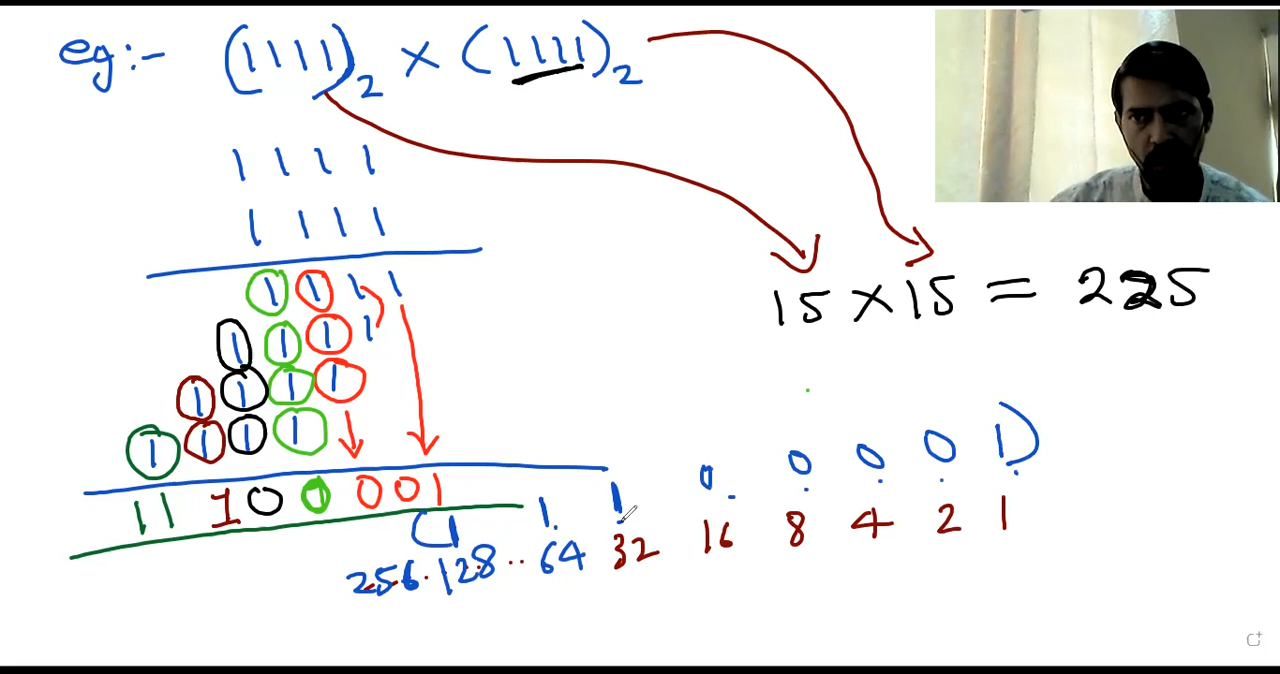 eg:- (1111)2 × (1111)2
1 1 1 1
1 1 1 1
1 1 1 1
1 1 1 1
1 1 1
1 1 1 1
1 1 1 0 0 0 0 1
15 × 15 = 225
(1 1 1 0 0 0 0 1)
256 128 64 32 16 8 4 2 1